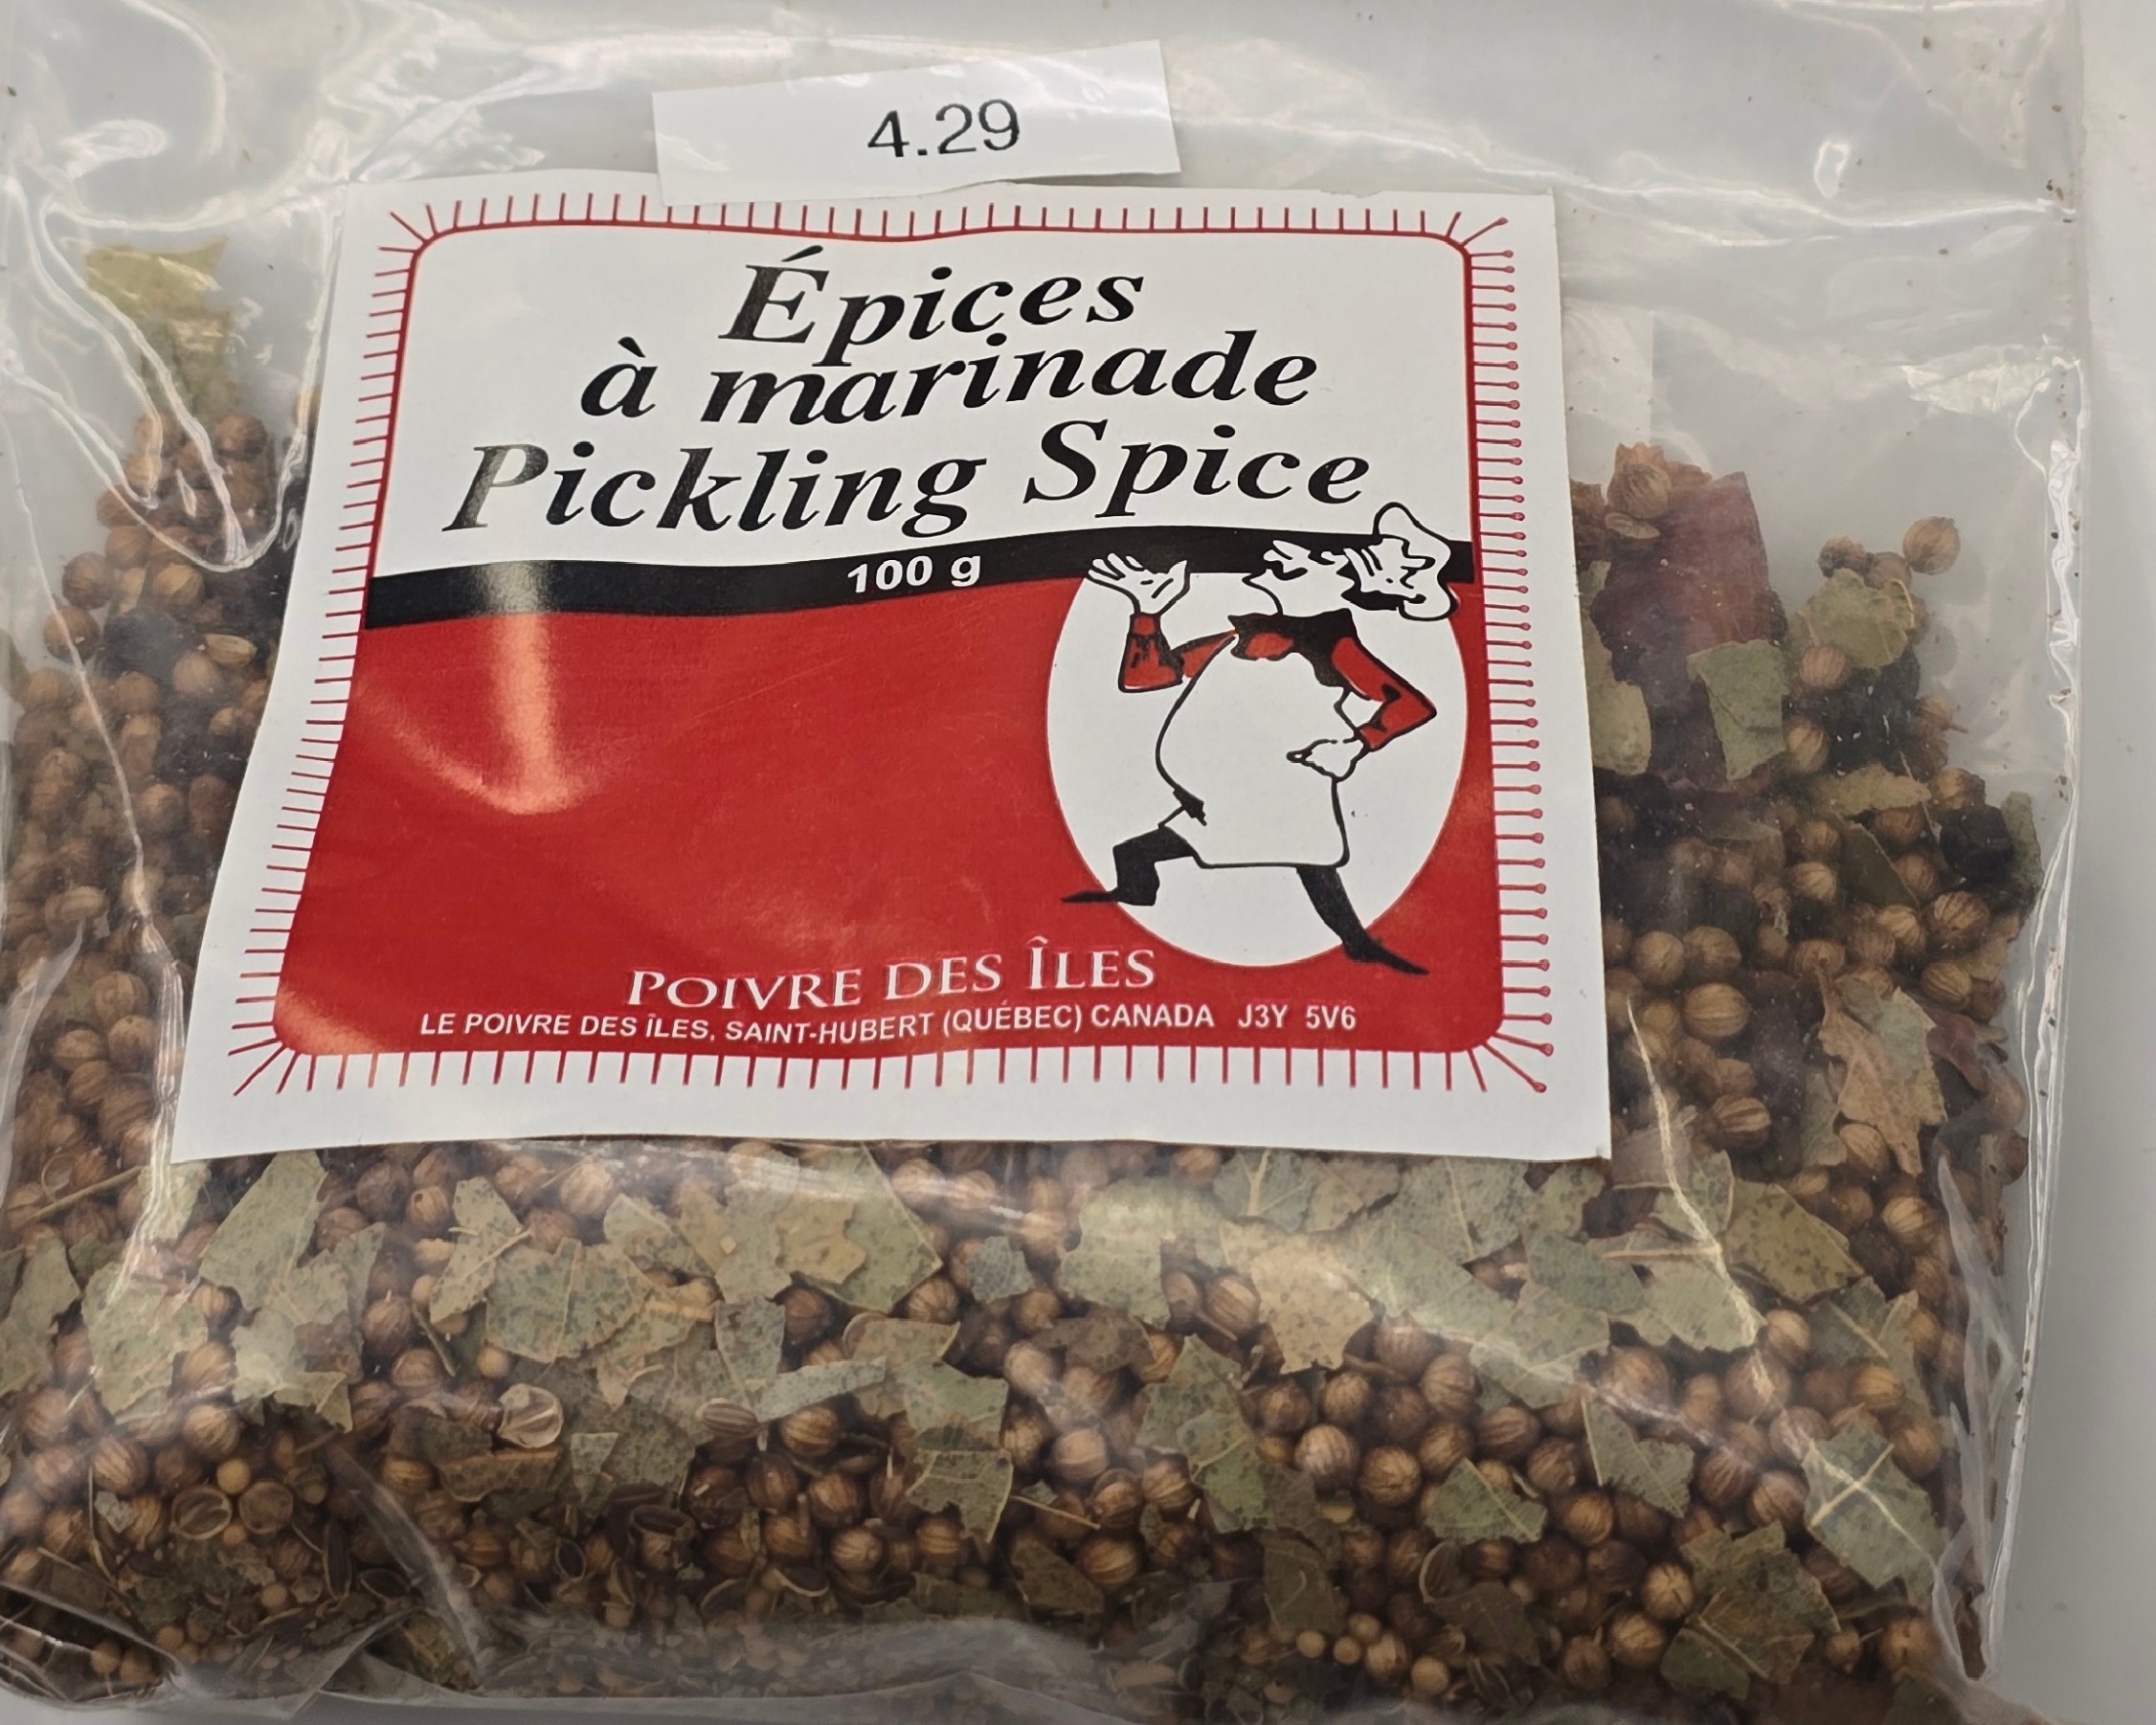 4.29
Épices
à marinade
Pickling Spice
100 g
POIVRE DES ÎLES
LE POIVRE DES ÎLES, SAINT-HUBERT (QUÉBEC) CANADA J3Y 5V6